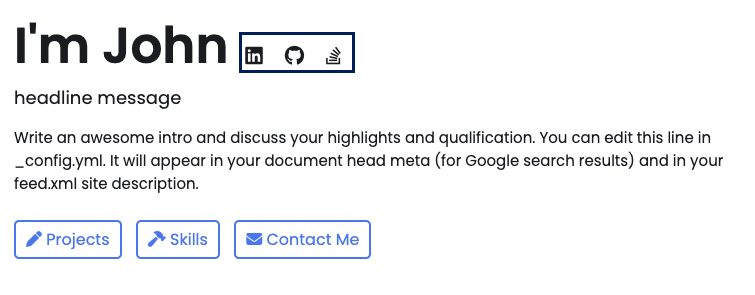 I'm John
headline message
Write an awesome intro and discuss your highlights and qualification. You can edit this line in
_config.yml. It will appear in your document head meta (for Google search results) and in your
feed.xml site description.
Projects Skills Contact Me